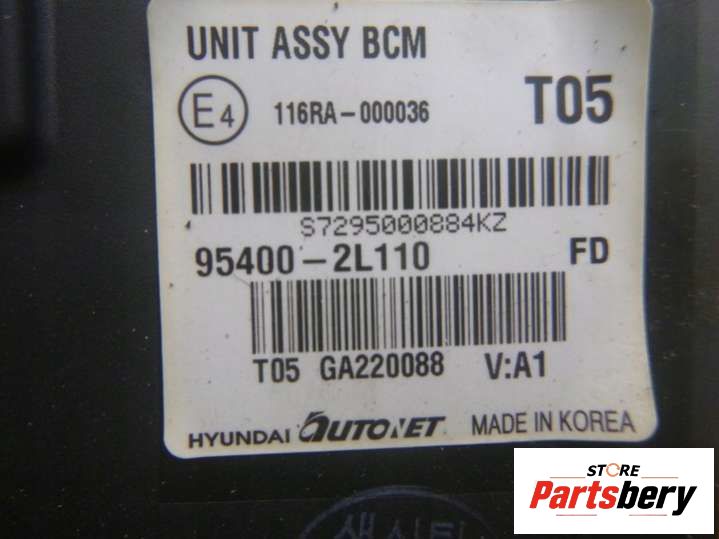 UNIT ASSY BCM
E4 116RA-000036 T05
S7295000884KZ
95400-2L110 FD
T05 GA220088 V:A1
HYUNDAI AUTONET MADE IN KOREA
STORE
Partsbery